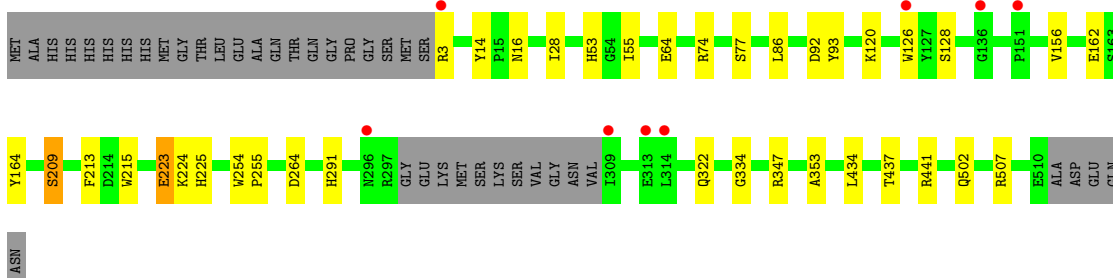 MET ALA HIS HIS HIS HIS HIS HIS MET GLY THR LEU GLU ALA GLN THR GLN GLY PRO GLY SER MET SER R3 Y14 P15 N16 I28 H53 G54 I55 E64 R74 S77 L86 D92 Y93 K120 W126 Y127 S128 G136 P151 V156 E162 S163
Y164 S209 F213 D214 W215 E223 K224 H225 W254 P255 D264 H291 N296 R297 GLY GLU LYS MET SER LYS SER VAL GLY ASN VAL I309 E313 L314 Q322 G334 R347 A353 L434 T437 R441 Q502 R507 E510 ALA ASP GLU GLN
ASN